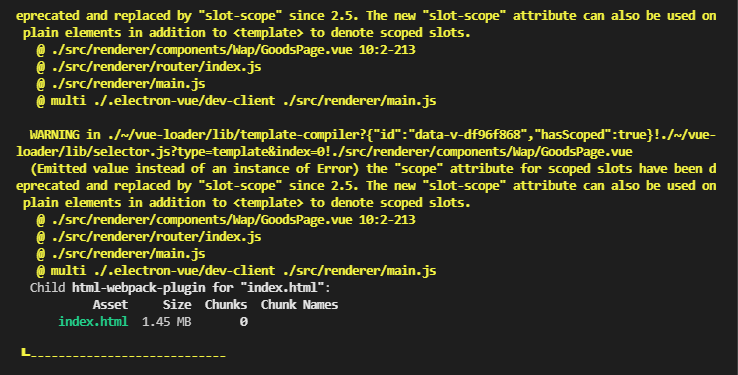 eprecated and replaced by "slot-scope" since 2.5. The new "slot-scope" attribute can also be used on
plain elements in addition to <template> to denote scoped slots.
@ ./src/renderer/components/Wap/GoodsPage.vue 10:2-213
@ ./src/renderer/router/index.js
@ ./src/renderer/main.js
@ multi ./.electron-vue/dev-client ./src/renderer/main.js
WARNING in ./~/vue-loader/lib/template-compiler?{"id":"data-v-df96f868","hasScoped":true}!./~/vue-
loader/lib/selector.js?type=template&index=0!./src/renderer/components/Wap/GoodsPage.vue
(Emitted value instead of an instance of Error) the "scope" attribute for scoped slots have been d
eprecated and replaced by "slot-scope" since 2.5. The new "slot-scope" attribute can also be used on
plain elements in addition to <template> to denote scoped slots.
@ ./src/renderer/components/Wap/GoodsPage.vue 10:2-213
@ ./src/renderer/router/index.js
@ ./src/renderer/main.js
@ multi ./.electron-vue/dev-client ./src/renderer/main.js
Child html-webpack-plugin for "index.html":
Asset Size Chunks Chunk Names
index.html 1.45 MB 0
┗----------------------------